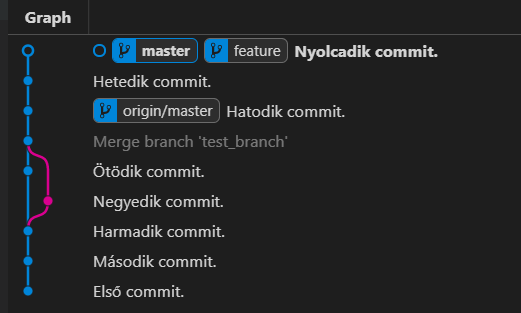 Graph
master feature Nyolcadik commit.
Hetedik commit.
origin/master Hatodik commit.
Merge branch 'test_branch'
Ötödik commit.
Negyedik commit.
Harmadik commit.
Második commit.
Első commit.